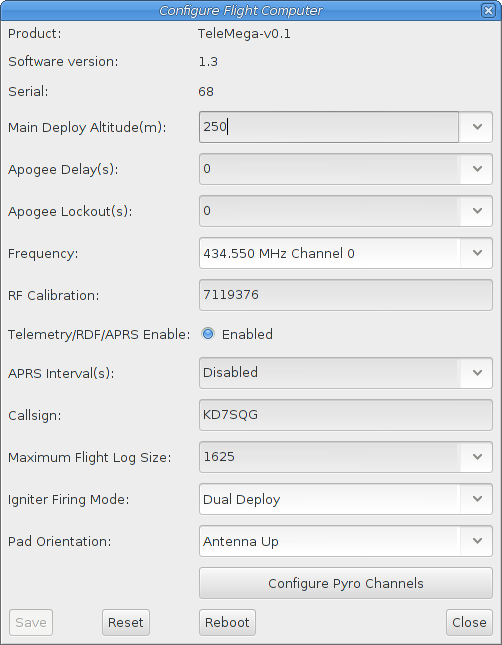 Configure Flight Computer
Product: TeleMega-v0.1
Software version: 1.3
Serial: 68
Main Deploy Altitude(m): 250
Apogee Delay(s): 0
Apogee Lockout(s): 0
Frequency: 434.550 MHz Channel 0
RF Calibration: 7119376
Telemetry/RDF/APRS Enable: Enabled
APRS Interval(s): Disabled
Callsign: KD7SQG
Maximum Flight Log Size: 1625
Igniter Firing Mode: Dual Deploy
Pad Orientation: Antenna Up
Configure Pyro Channels
Save Reset Reboot Close